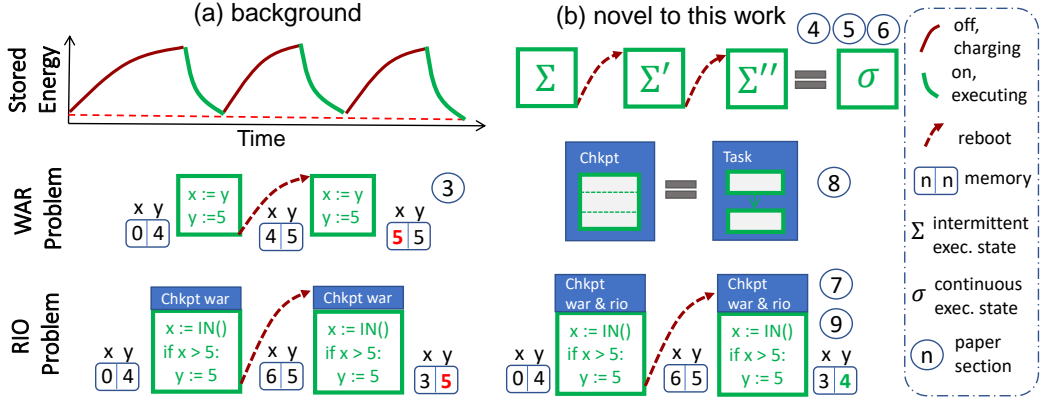 (a) background
Stored
Energy
Time
WAR
Problem
x := y
y :=5
x y
0 4
x y
4 5
x := y
y :=5
x y
5 5
3
RIO
Problem
Chkpt war
x := IN()
if x > 5:
y := 5
x y
0 4
x y
6 5
Chkpt war
x := IN()
if x > 5:
y := 5
x y
3 5
(b) novel to this work
4 5 6
Σ
Σ′
Σ′′
=
σ
Chkpt
=
Task
8
Chkpt
war & rio
x := IN()
if x > 5:
y := 5
x y
0 4
x y
6 5
Chkpt
war & rio
x := IN()
if x > 5:
y := 5
7
9
x y
3 4
off,
charging
on,
executing
reboot
n n memory
Σ intermittent
exec. state
σ continuous
exec. state
n paper
section